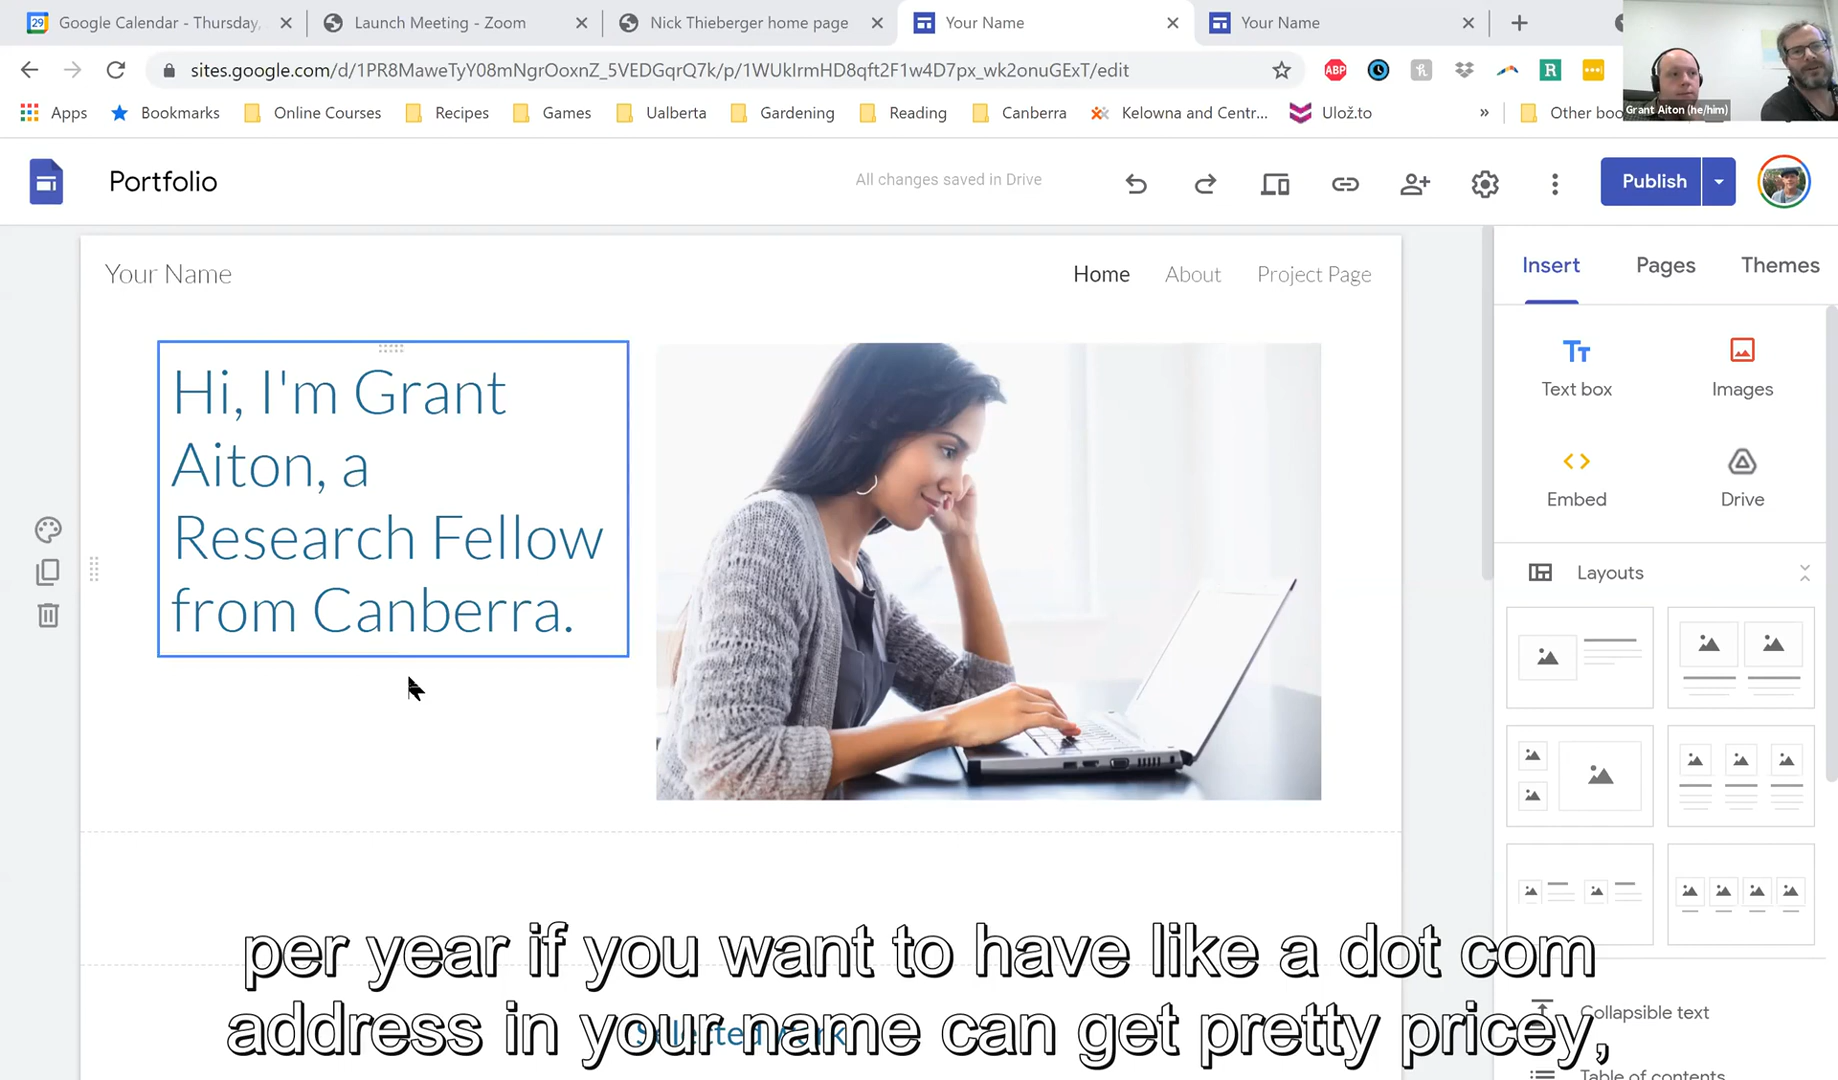 Google Calendar - Thursday,
Launch Meeting - Zoom
Nick Thieberger home page
Your Name
Your Name
sites.google.com/d/1PR8MaweTyY08mNgrOoxnZ_5VEDGqrQ7k/p/1WUkIrmHD8qft2F1w4D7px_wk2onuGExT/edit
ABP
R
Apps
Bookmarks
Online Courses
Recipes
Games
Ualberta
Gardening
Reading
Canberra
Kelowna and Centr...
Ulož.to
»
Other boo
Grant Aiton (he/him)
Portfolio
All changes saved in Drive
Publish
Your Name
Home
About
Project Page
Insert
Pages
Themes
Hi, I'm Grant
Aiton, a
Research Fellow
from Canberra.
Text box
Images
Embed
Drive
Layouts
Collapsible text
Table of contents
per year if you want to have like a dot com
address in your name can get pretty pricey,